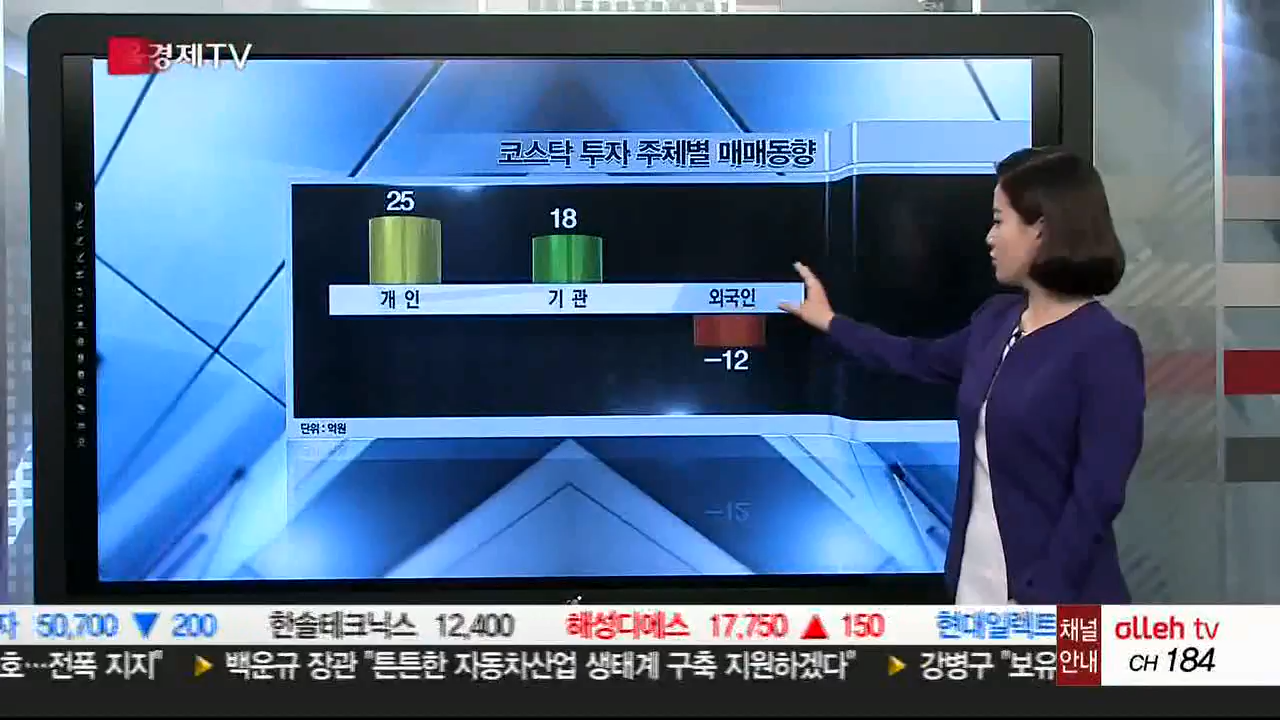 경제TV
코스닥 투자 주체별 매매동향
25
18
개인
기관
외국인
-12
단위 : 억원
자 50,700 ▼ 200 한솔테크닉스 12,400 해성디에스 17,750 ▲ 150 현대일렉트
호…전폭 지지" ▶ 백운규 장관 "튼튼한 자동차산업 생태계 구축 지원하겠다" ▶ 강병구 "보유
채널
안내
olleh tv
CH 184